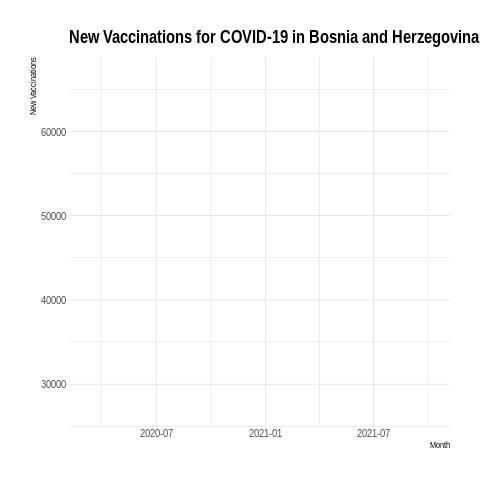 New Vaccinations for COVID-19 in Bosnia and Herzegovina
New Vaccinations
60000
50000
40000
30000
2020-07 2021-01 2021-07
Month